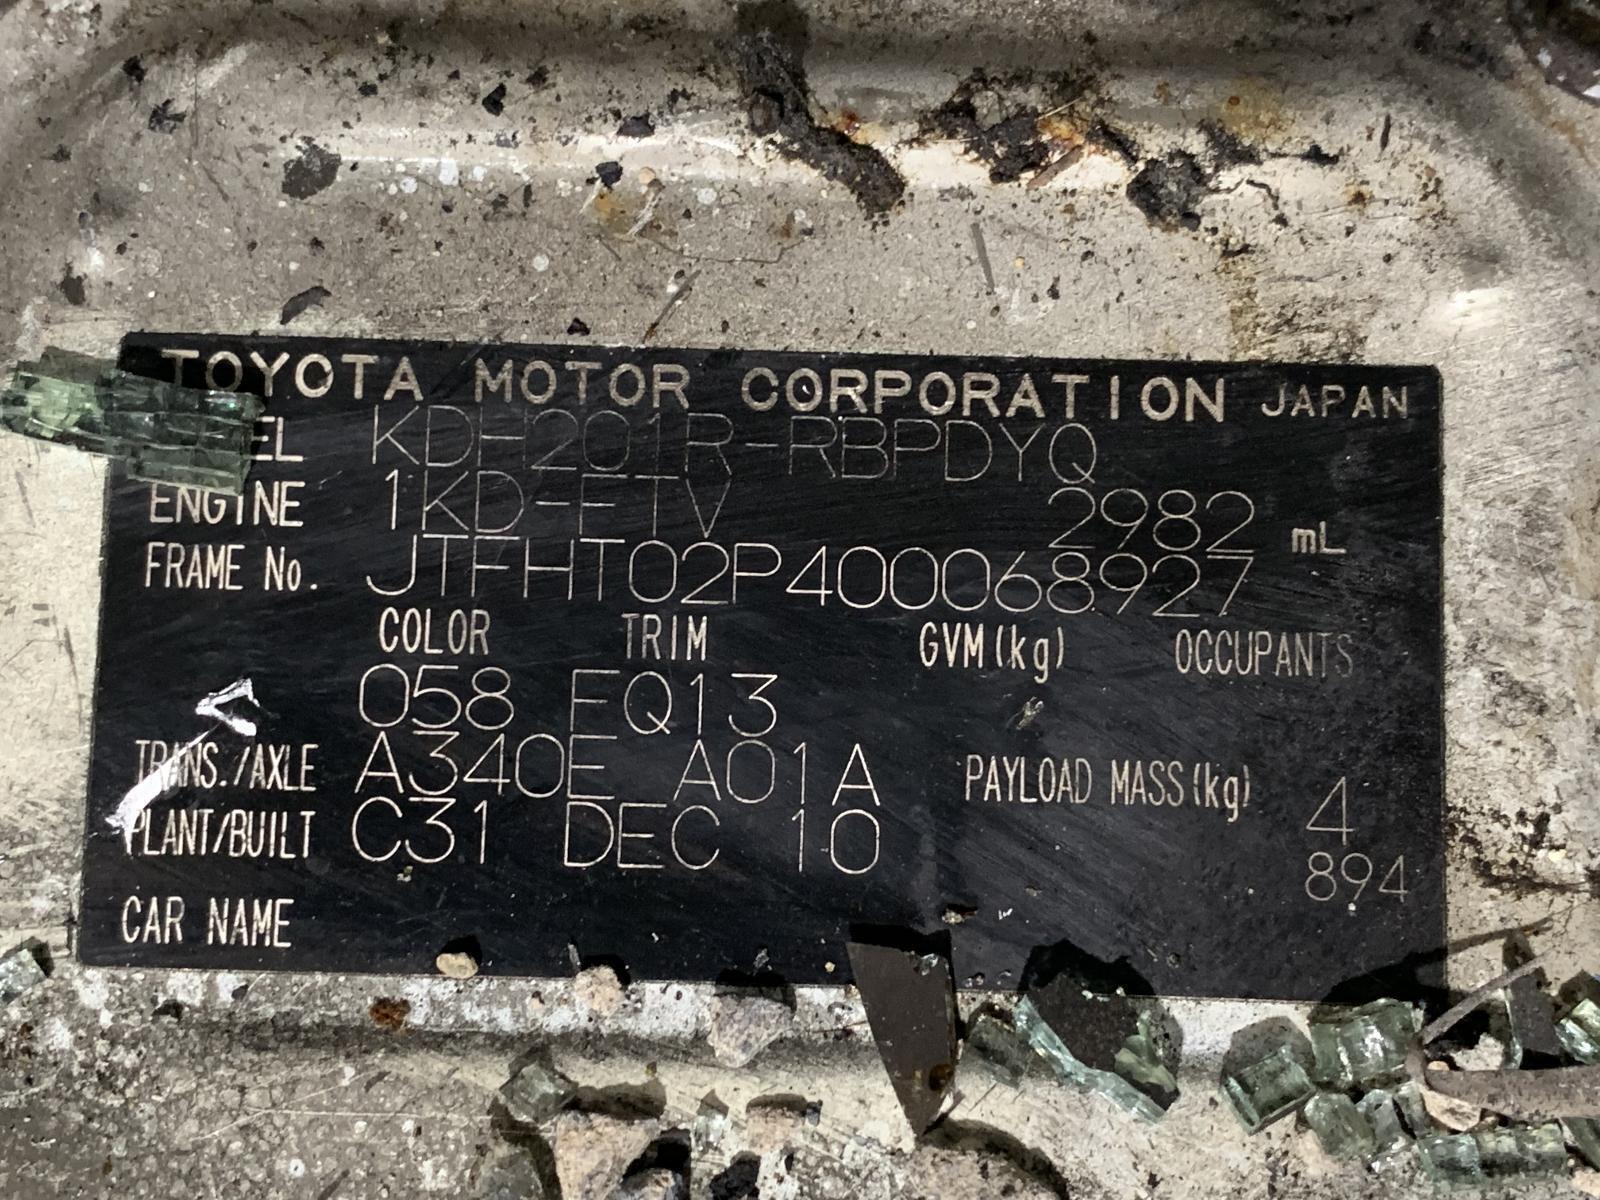 TOYOTA MOTOR CORPORATION JAPAN
EL KDH201R-RBPDYQ
ENGINE 1KD-FTV 2982 mL
FRAME No. JTFHT02P400068927
COLOR TRIM GVM(kg) OCCUPANTS
058 FQ13
TRANS./AXLE A340E A01A PAYLOAD MASS(kg) 4
PLANT/BUILT C31 DEC 10 894
CAR NAME